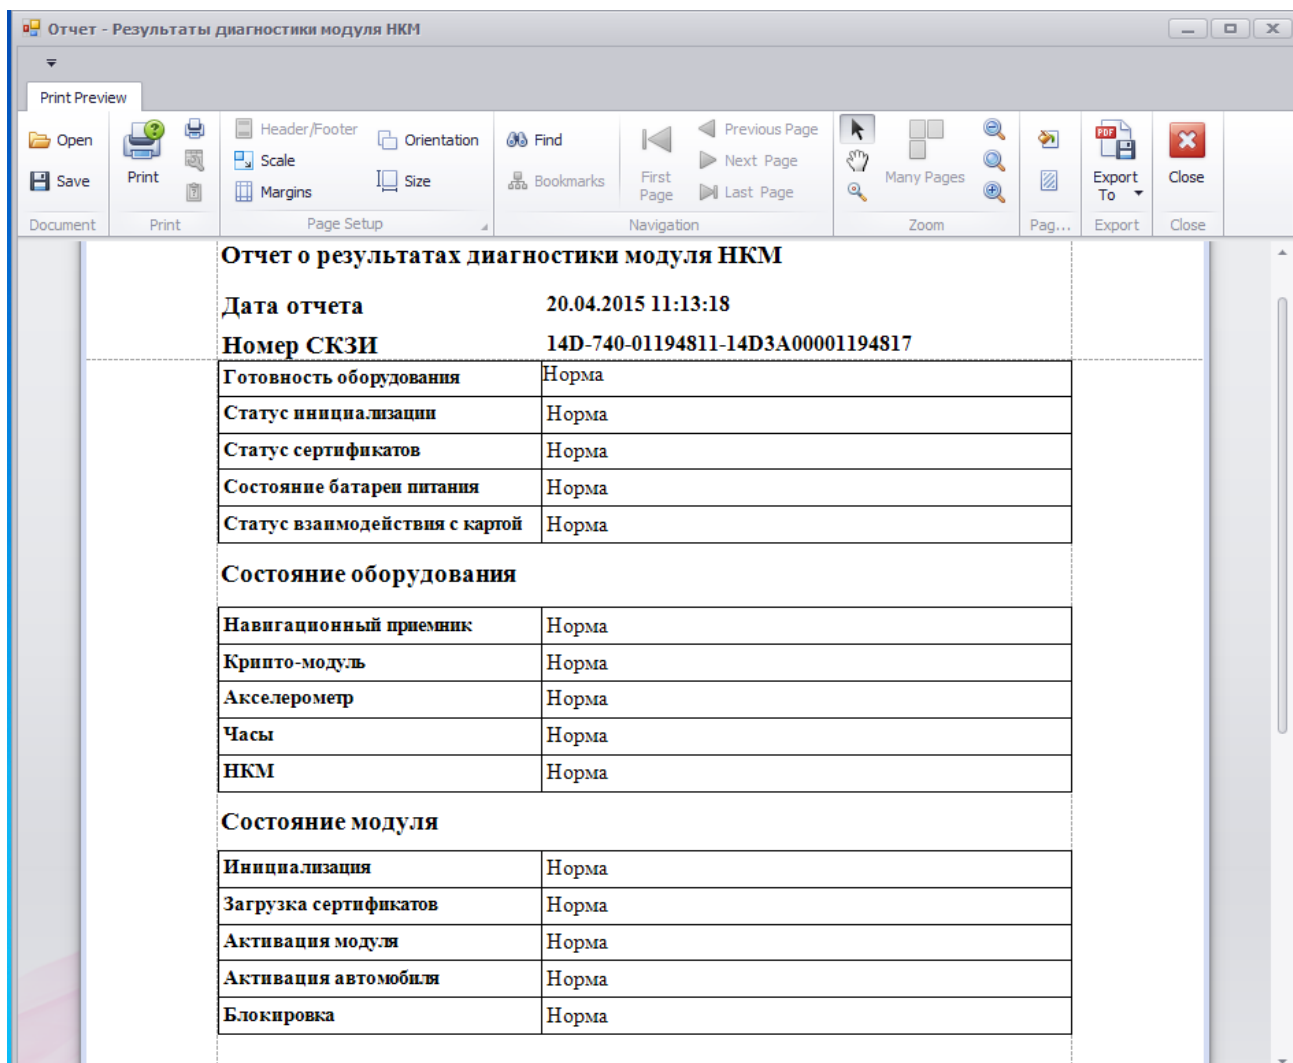 Отчет - Результаты диагностики модуля НКМ
Print Preview
Open
Save
Document
Print
Print
Header/Footer
Scale
Margins
Orientation
Size
Page Setup
Find
Bookmarks
First Page
Previous Page
Next Page
Last Page
Navigation
Many Pages
Zoom
Pag...
PDF
Export To
Export
Close
Close
Отчет о результатах диагностики модуля НКМ
Дата отчета 20.04.2015 11:13:18
Номер СКЗИ 14D-740-01194811-14D3A00001194817
Готовность оборудования Норма
Статус инициализации Норма
Статус сертификатов Норма
Состояние батареи питания Норма
Статус взаимодействия с картой Норма
Состояние оборудования
Навигационный приемник Норма
Крипто-модуль Норма
Акселерометр Норма
Часы Норма
НКМ Норма
Состояние модуля
Инициализация Норма
Загрузка сертификатов Норма
Активация модуля Норма
Активация автомобиля Норма
Блокировка Норма